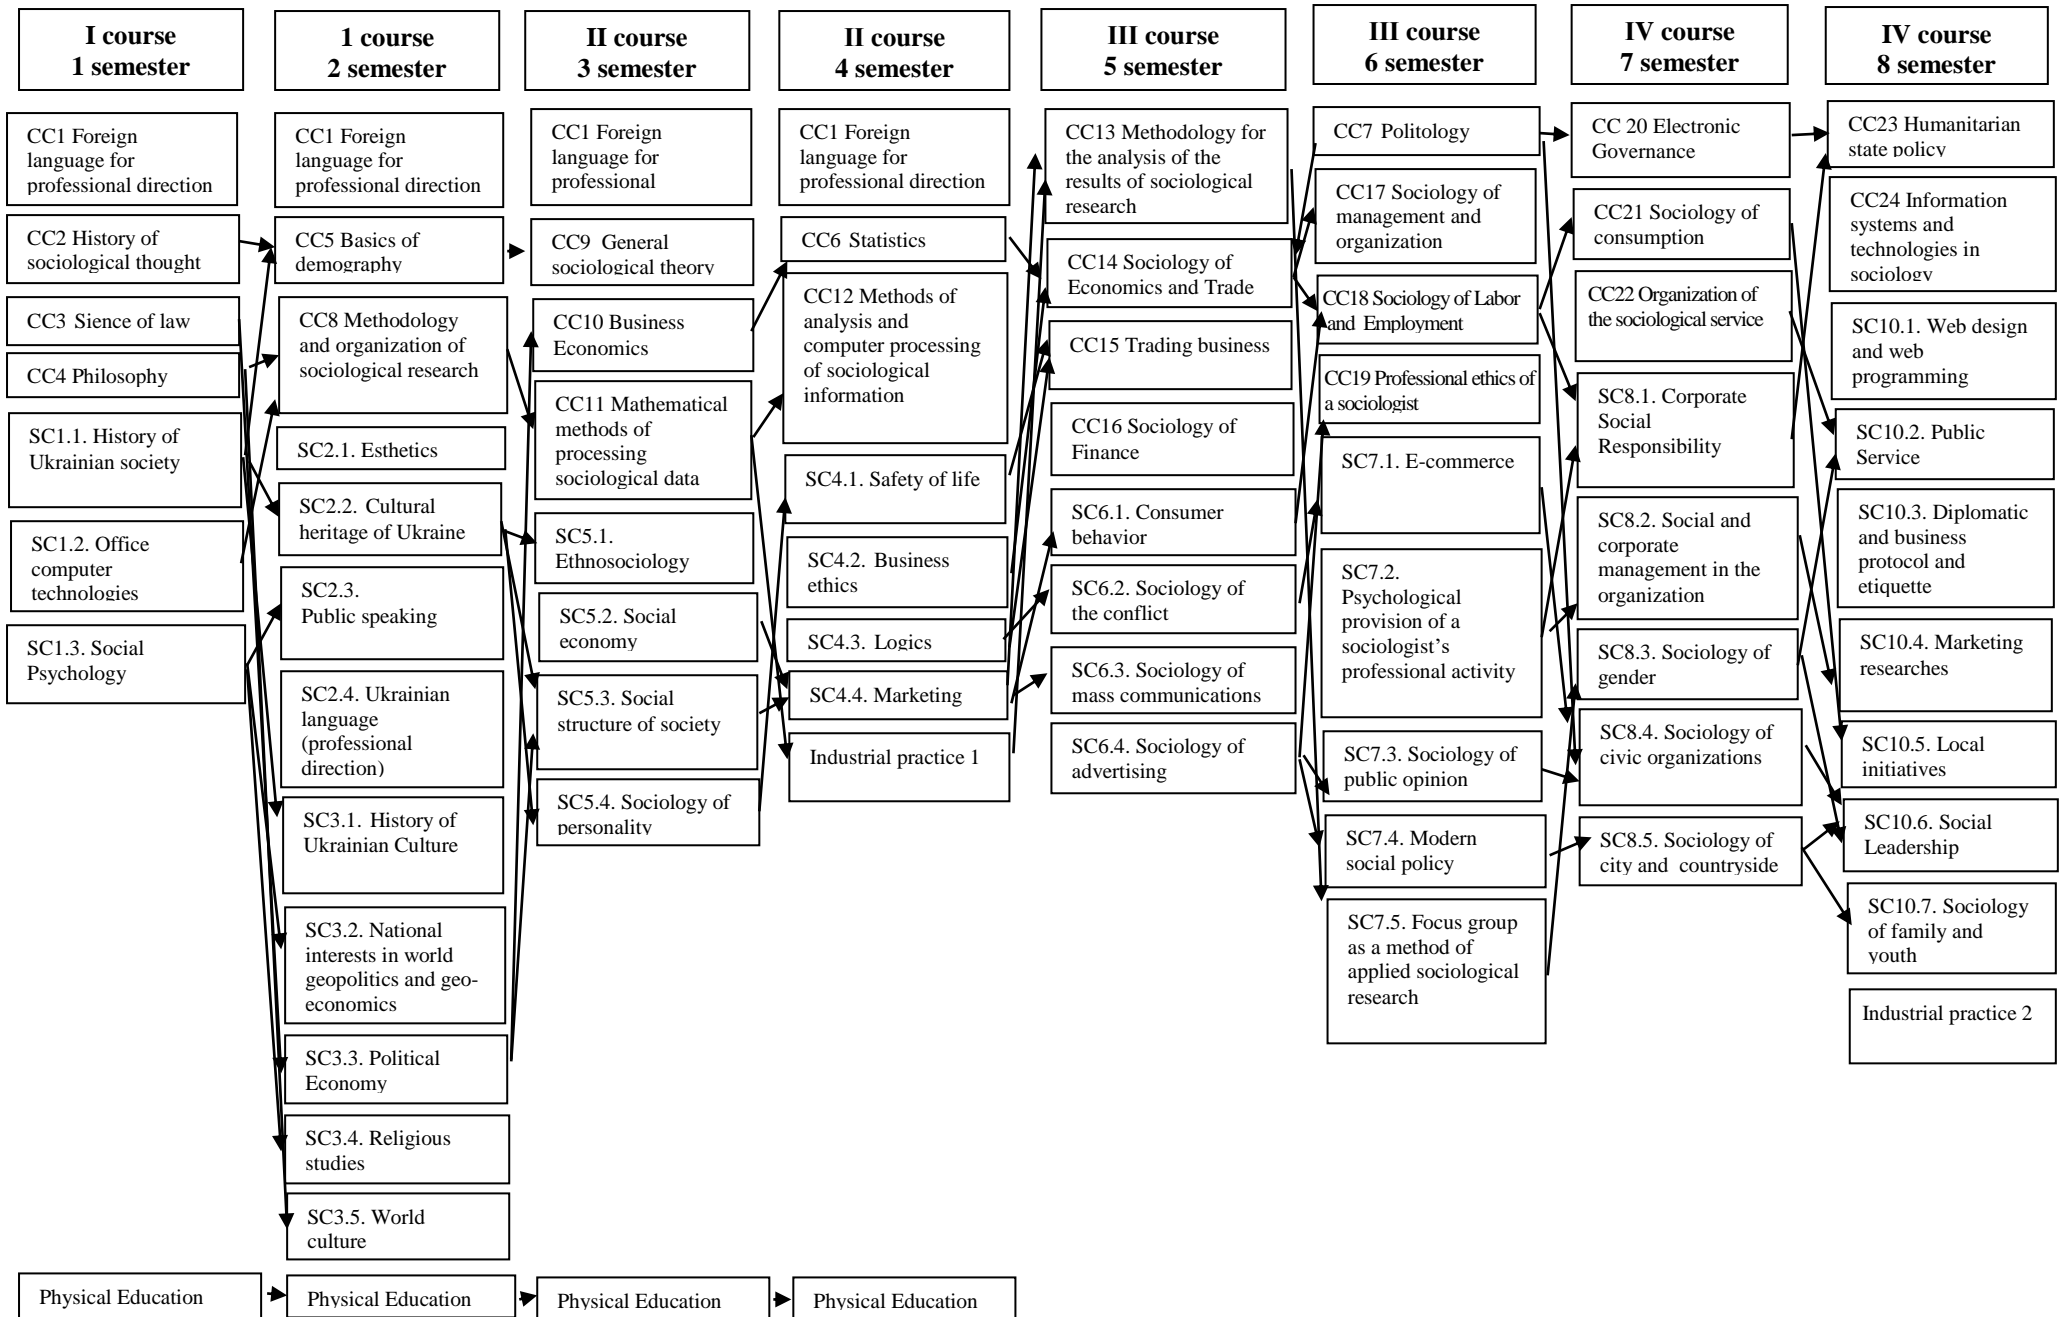 I course
1 semester
1 course
2 semester
II course
3 semester
II course
4 semester
III course
5 semester
III course
6 semester
IV course
7 semester
IV course
8 semester
CC1 Foreign
language for
professional direction
CC2 History of
sociological thought
CC3 Sience of law
CC4 Philosophy
SC1.1. History of
Ukrainian society
SC1.2. Office
computer
technologies
SC1.3. Social
Psychology
Physical Education
CC1 Foreign
language for
professional direction
CC5 Basics of
demography
CC8 Methodology
and organization of
sociological research
SC2.1. Esthetics
SC2.2. Cultural
heritage of Ukraine
SC2.3.
Public speaking
SC2.4. Ukrainian
language
(professional
direction)
SC3.1. History of
Ukrainian Culture
SC3.2. National
interests in world
geopolitics and geo-
economics
SC3.3. Political
Economy
SC3.4. Religious
studies
SC3.5. World
culture
Physical Education
CC1 Foreign
language for
professional
CC9 General
sociological theory
CC10 Business
Economics
CC11 Mathematical
methods of
processing
sociological data
SC5.1.
Ethnosociology
SC5.2. Social
economy
SC5.3. Social
structure of society
SC5.4. Sociology of
personality
Physical Education
CC1 Foreign
language for
professional direction
CC6 Statistics
CC12 Methods of
analysis and
computer processing
of sociological
information
SC4.1. Safety of life
SC4.2. Business
ethics
SC4.3. Logics
SC4.4. Marketing
Industrial practice 1
Physical Education
CC13 Methodology for
the analysis of the
results of sociological
research
CC14 Sociology of
Economics and Trade
CC15 Trading business
CC16 Sociology of
Finance
SC6.1. Consumer
behavior
SC6.2. Sociology of
the conflict
SC6.3. Sociology of
mass communications
SC6.4. Sociology of
advertising
CC7 Politology
CC17 Sociology of
management and
organization
CC18 Sociology of Labor
and Employment
CC19 Professional ethics of
a sociologist
SC7.1. E-commerce
SC7.2.
Psychological
provision of a
sociologist's
professional activity
SC7.3. Sociology of
public opinion
SC7.4. Modern
social policy
SC7.5. Focus group
as a method of
applied sociological
research
CC 20 Electronic
Governance
CC21 Sociology of
consumption
CC22 Organization of
the sociological service
SC8.1. Corporate
Social
Responsibility
SC8.2. Social and
corporate
management in the
organization
SC8.3. Sociology of
gender
SC8.4. Sociology of
civic organizations
SC8.5. Sociology of
city and countryside
CC23 Humanitarian
state policy
CC24 Information
systems and
technologies in
sociology
SC10.1. Web design
and web
programming
SC10.2. Public
Service
SC10.3. Diplomatic
and business
protocol and
etiquette
SC10.4. Marketing
researches
SC10.5. Local
initiatives
SC10.6. Social
Leadership
SC10.7. Sociology
of family and
youth
Industrial practice 2